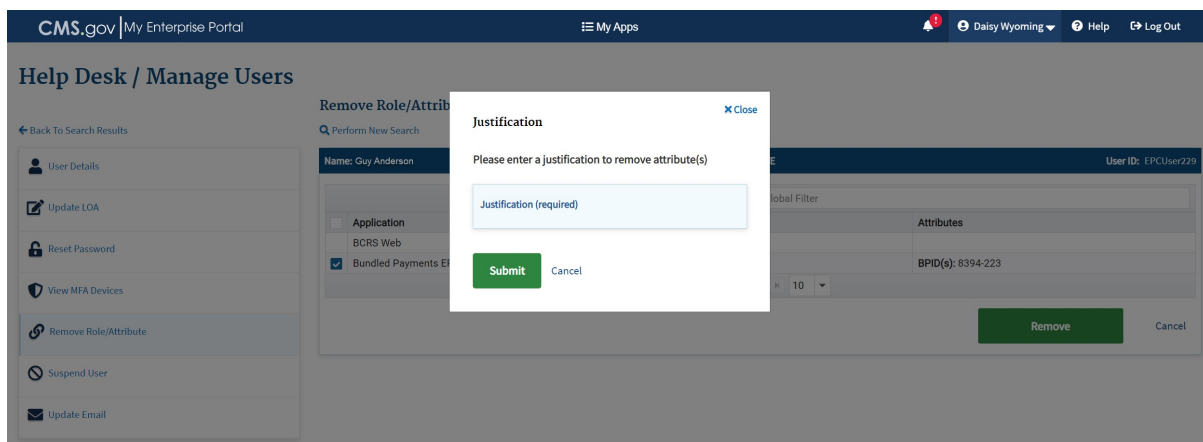 CMS.gov My Enterprise Portal
My Apps
! Daisy Wyoming Help Log Out
Help Desk / Manage Users
Back To Search Results
User Details
Update LOA
Reset Password
View MFA Devices
Remove Role/Attribute
Suspend User
Update Email
Remove Role/Attrib
Perform New Search
Name: Guy Anderson E User ID: EPCUser229
lobal Filter
Application Attributes
BCRS Web
Bundled Payments BPID(s): 8394-223
10
Remove Cancel
Close
Justification
Please enter a justification to remove attribute(s)
Justification (required)
Submit Cancel